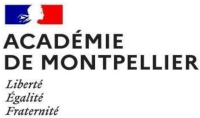 ACADÉMIE
DE MONTPELLIER
Liberté
Égalité
Fraternité